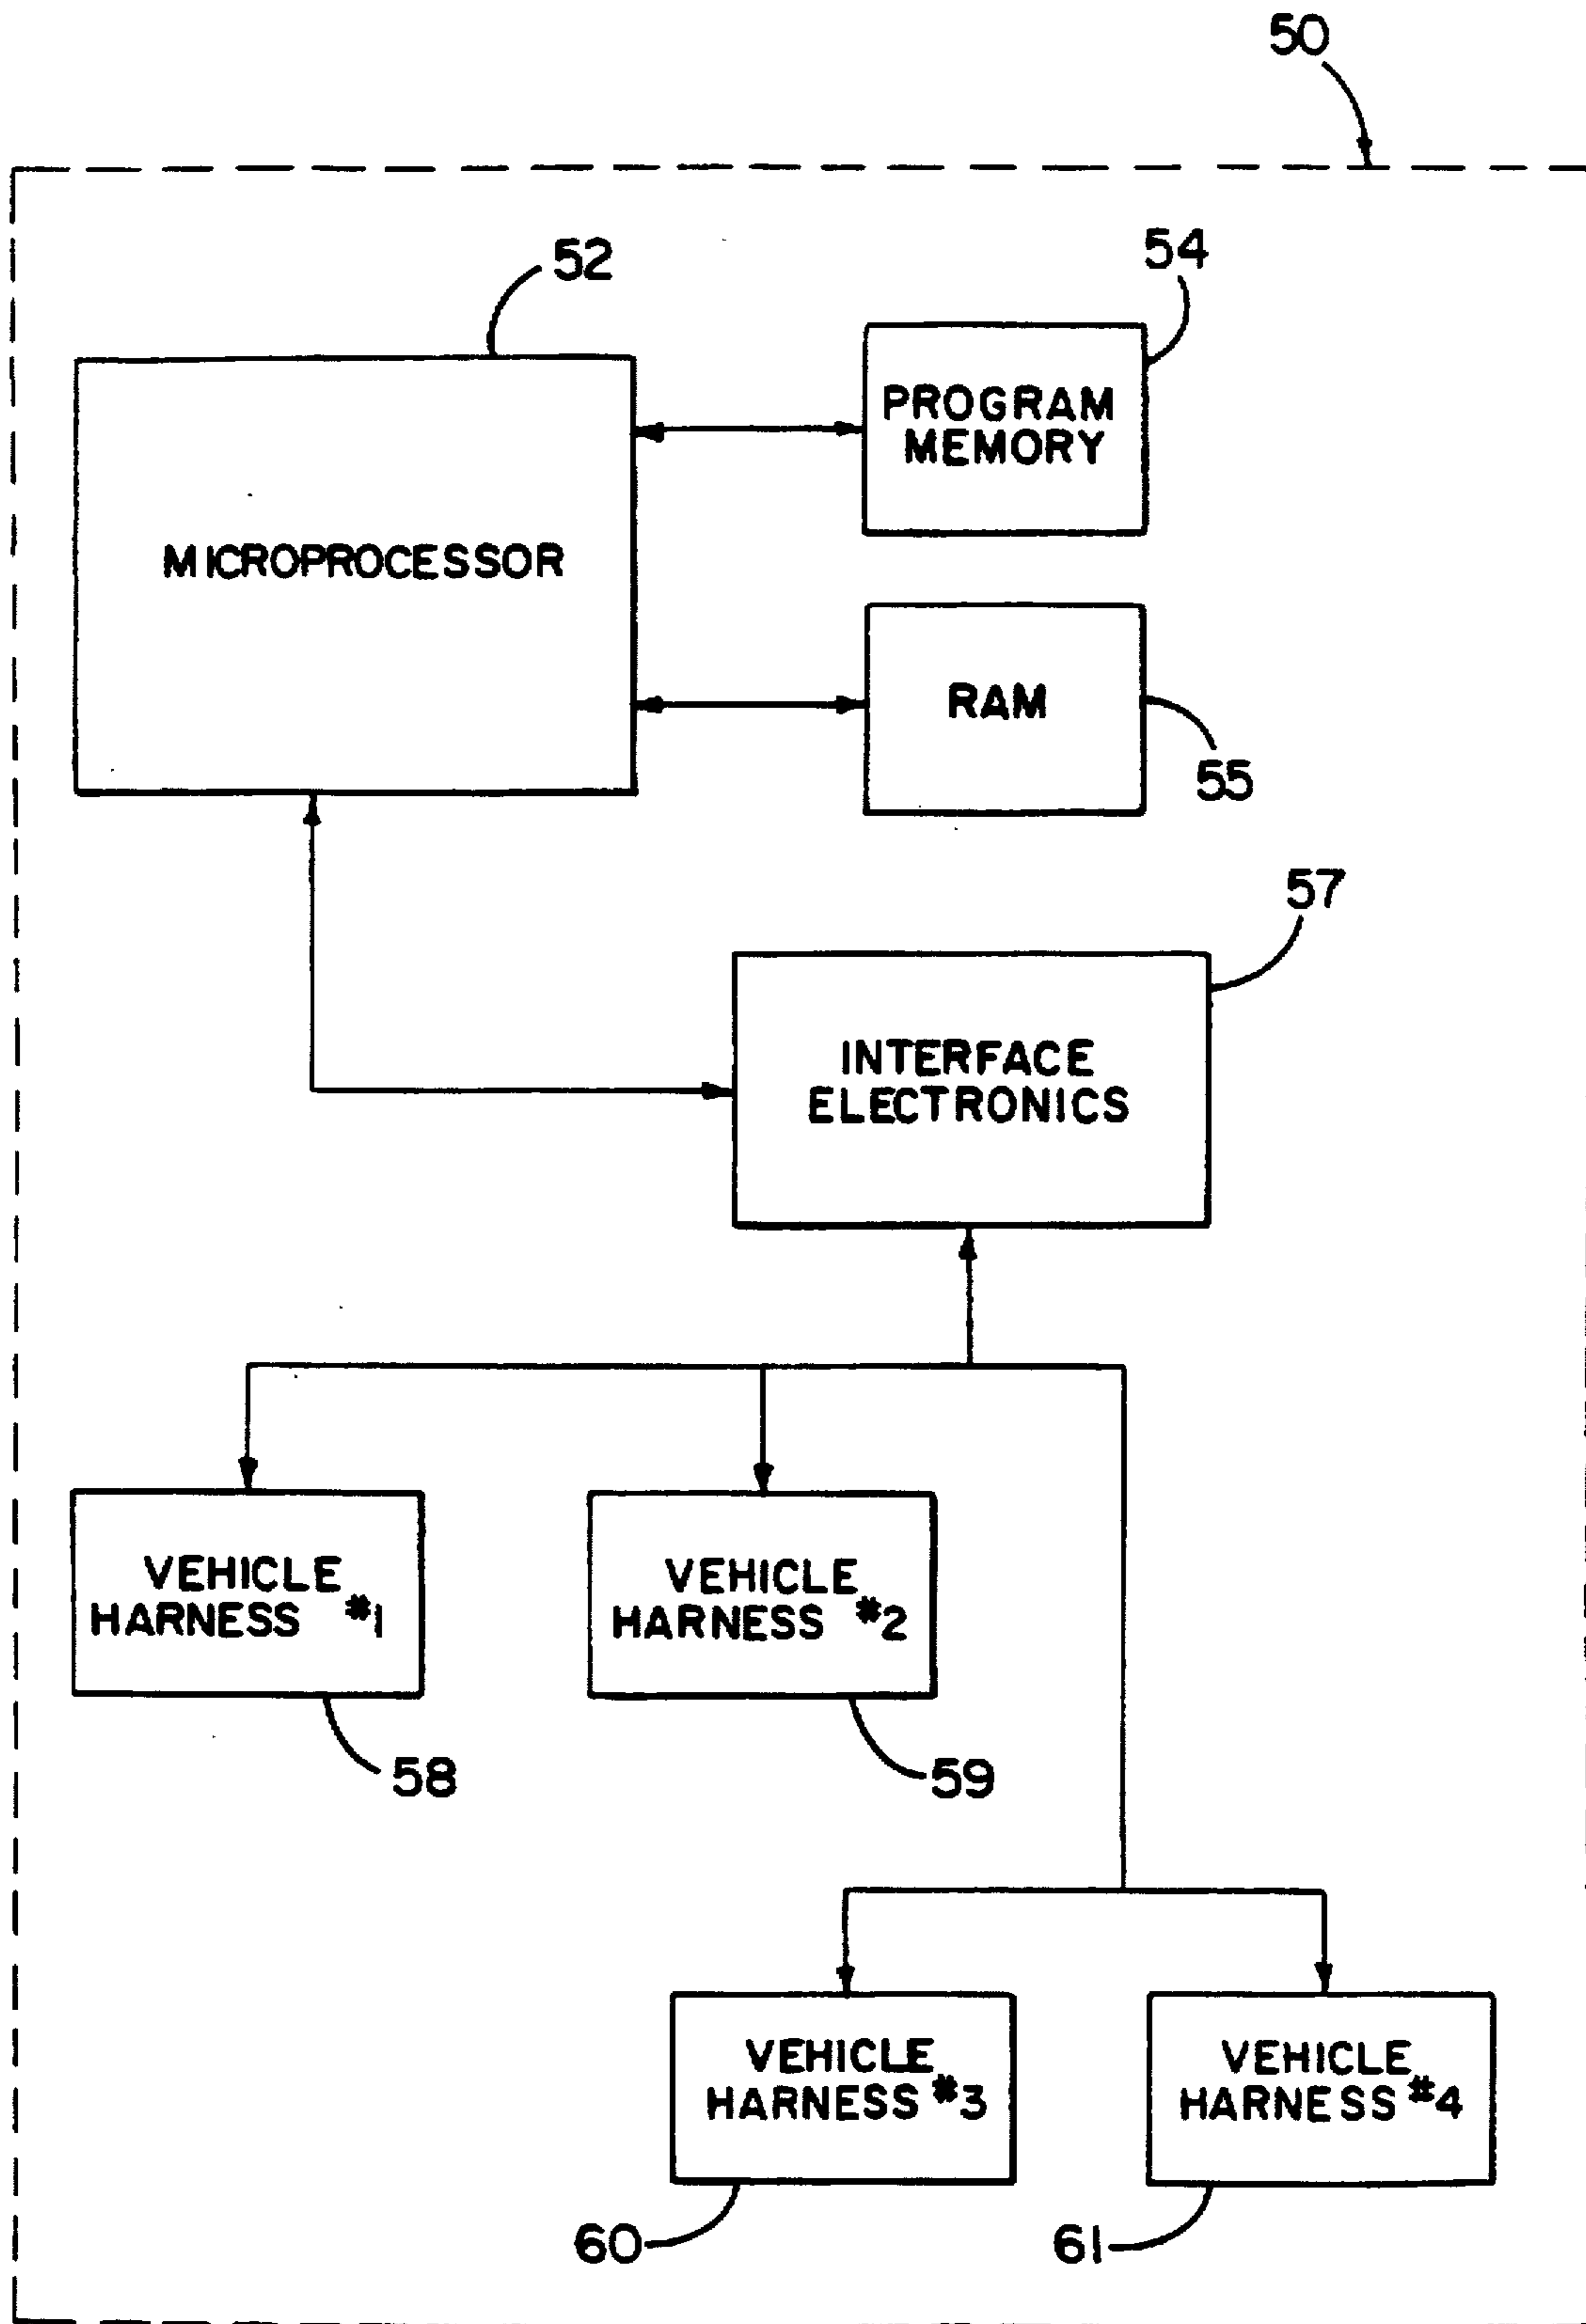 50
52
54
PROGRAM
MEMORY
MICROPROCESSOR
RAM
55
57
INTERFACE
ELECTRONICS
VEHICLE
HARNESS #1
VEHICLE
HARNESS #2
58
59
VEHICLE
HARNESS #3
VEHICLE
HARNESS #4
60
61